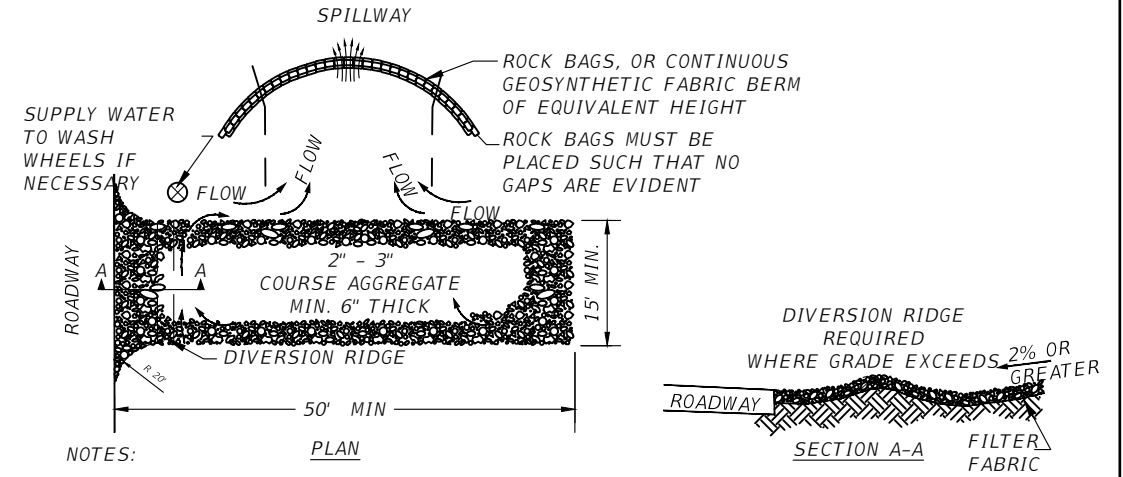 SPILLWAY
ROCK BAGS, OR CONTINUOUS
GEOSYNTHETIC FABRIC BERM
OF EQUIVALENT HEIGHT
SUPPLY WATER
TO WASH
WHEELS IF
NECESSARY
ROCK BAGS MUST BE
PLACED SUCH THAT NO
GAPS ARE EVIDENT
FLOW
FLOW
FLOW
FLOW
ROADWAY
A
A
2" - 3"
COURSE AGGREGATE
MIN. 6" THICK
15' MIN.
DIVERSION RIDGE
R 20'
50' MIN
NOTES:
PLAN
DIVERSION RIDGE
REQUIRED
WHERE GRADE EXCEEDS
2% OR
GREATER
ROADWAY
SECTION A-A
FILTER
FABRIC